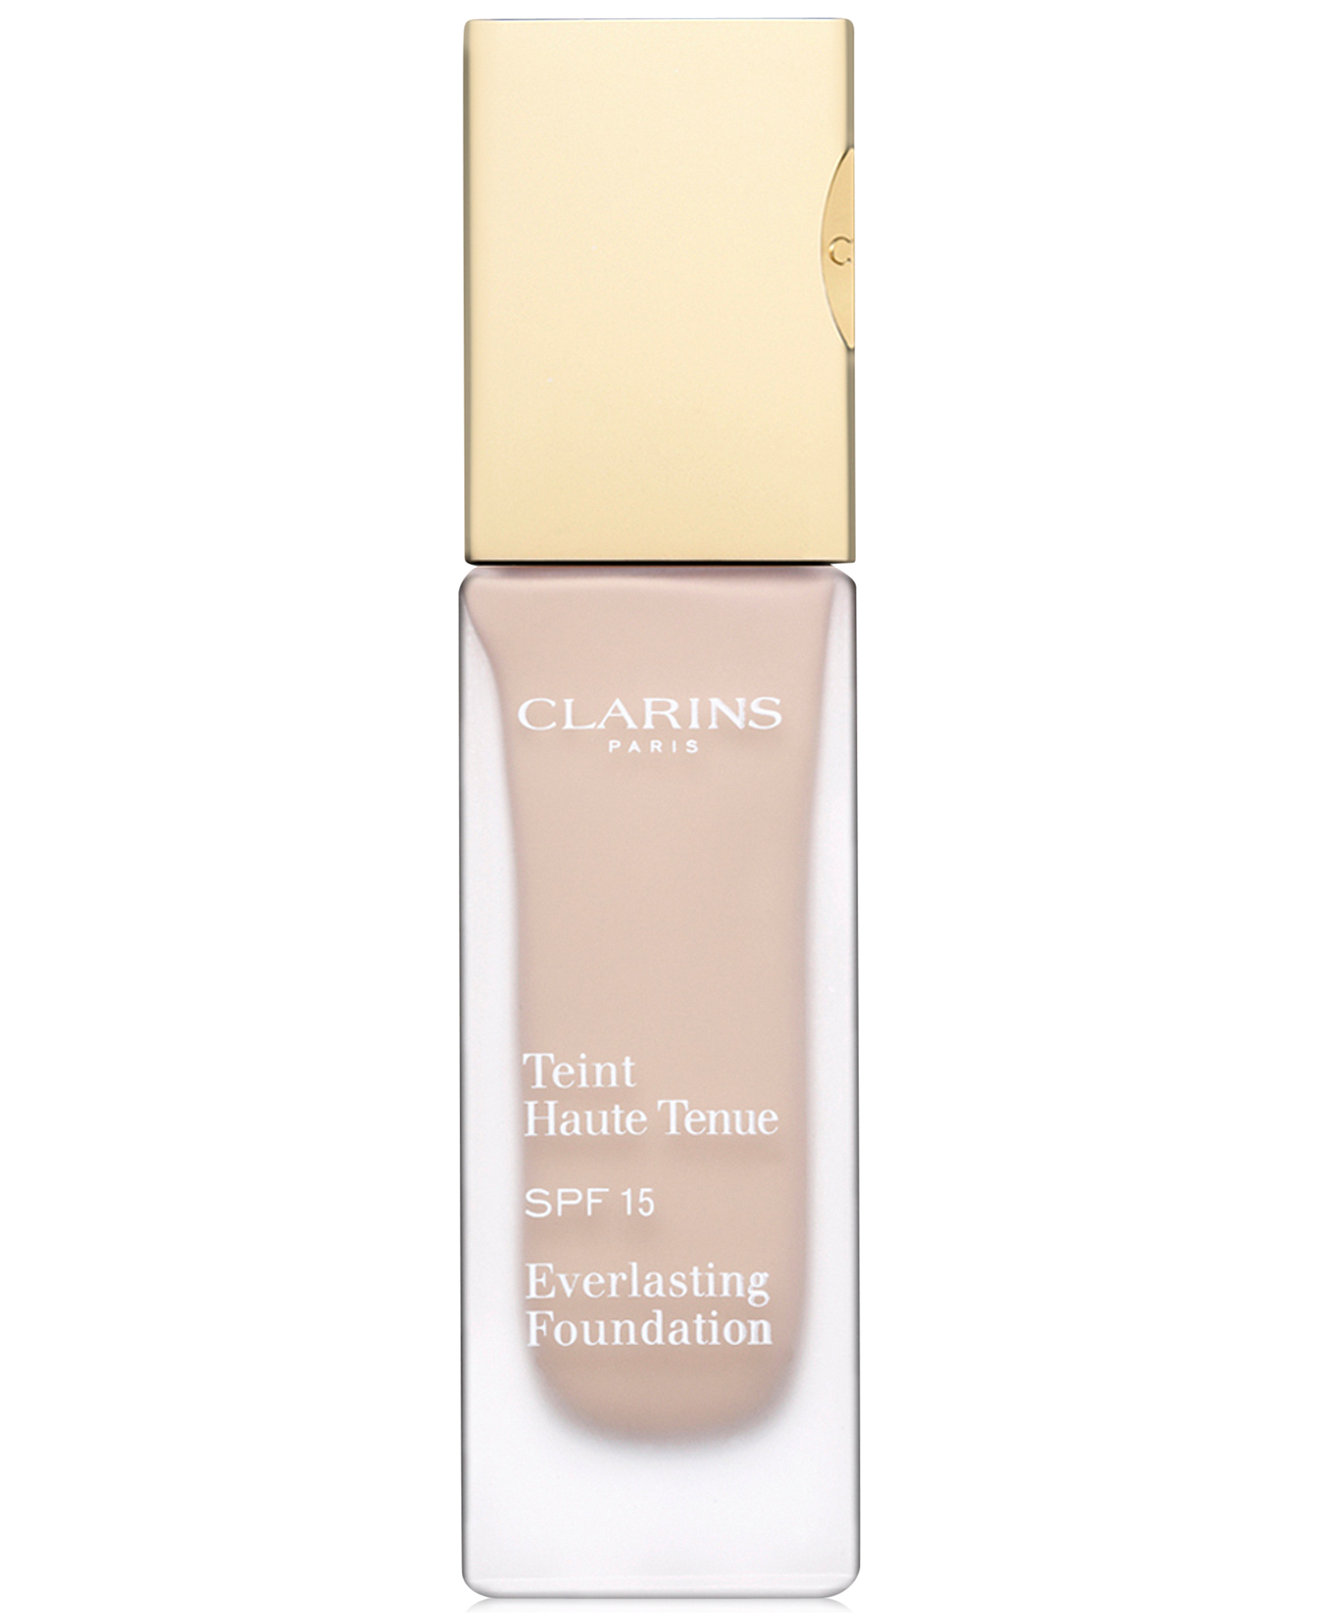 CLARINS
PARIS
Teint
Haute Tenue
SPF 15
Everlasting
Foundation